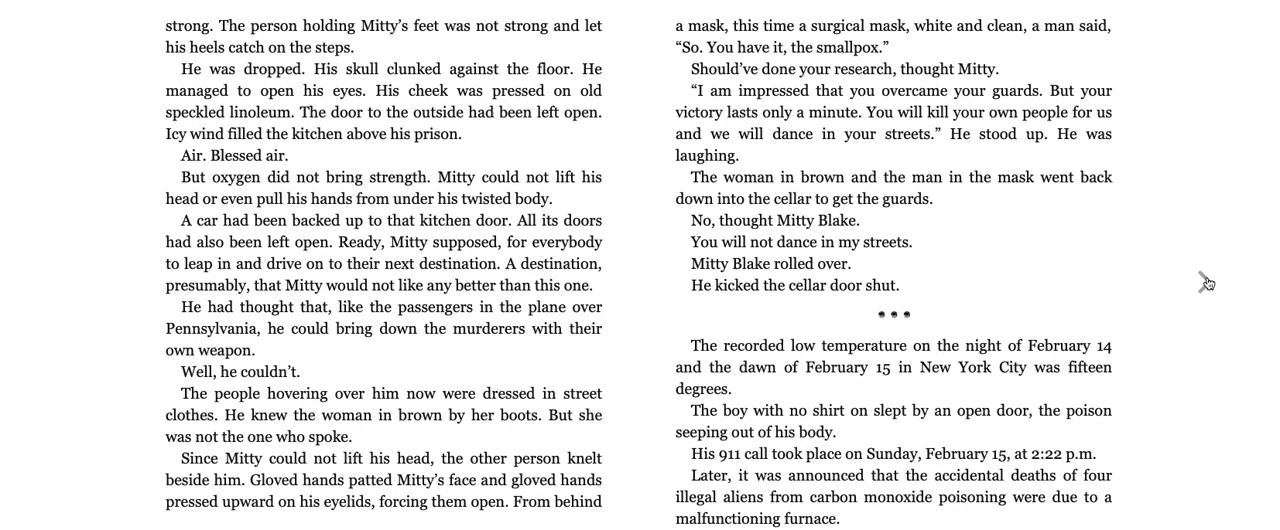 strong. The person holding Mitty’s feet was not strong and let
his heels catch on the steps.
He was dropped. His skull clunked against the floor. He
managed to open his eyes. His cheek was pressed on old
speckled linoleum. The door to the outside had been left open.
Icy wind filled the kitchen above his prison.
Air. Blessed air.
But oxygen did not bring strength. Mitty could not lift his
head or even pull his hands from under his twisted body.
A car had been backed up to that kitchen door. All its doors
had also been left open. Ready, Mitty supposed, for everybody
to leap in and drive on to their next destination. A destination,
presumably, that Mitty would not like any better than this one.
He had thought that, like the passengers in the plane over
Pennsylvania, he could bring down the murderers with their
own weapon.
Well, he couldn’t.
The people hovering over him now were dressed in street
clothes. He knew the woman in brown by her boots. But she
was not the one who spoke.
Since Mitty could not lift his head, the other person knelt
beside him. Gloved hands patted Mitty’s face and gloved hands
pressed upward on his eyelids, forcing them open. From behind
a mask, this time a surgical mask, white and clean, a man said,
“So. You have it, the smallpox.”
Should’ve done your research, thought Mitty.
“I am impressed that you overcame your guards. But your
victory lasts only a minute. You will kill your own people for us
and we will dance in your streets.” He stood up. He was
laughing.
The woman in brown and the man in the mask went back
down into the cellar to get the guards.
No, thought Mitty Blake.
You will not dance in my streets.
Mitty Blake rolled over.
He kicked the cellar door shut.
● ● ●
The recorded low temperature on the night of February 14
and the dawn of February 15 in New York City was fifteen
degrees.
The boy with no shirt on slept by an open door, the poison
seeping out of his body.
His 911 call took place on Sunday, February 15, at 2:22 p.m.
Later, it was announced that the accidental deaths of four
illegal aliens from carbon monoxide poisoning were due to a
malfunctioning furnace.